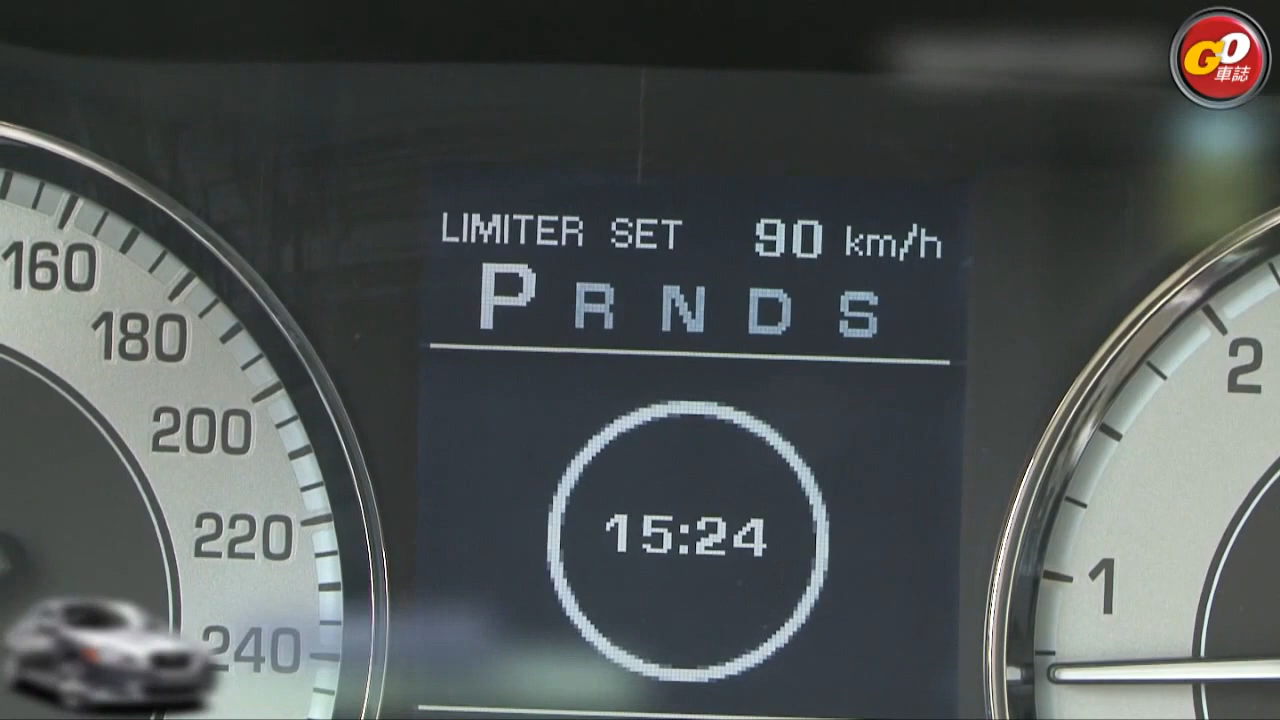 GO
車誌
LIMITER SET 90 km/h
P R N D S
160
180
200
220
240
15:24
2
1